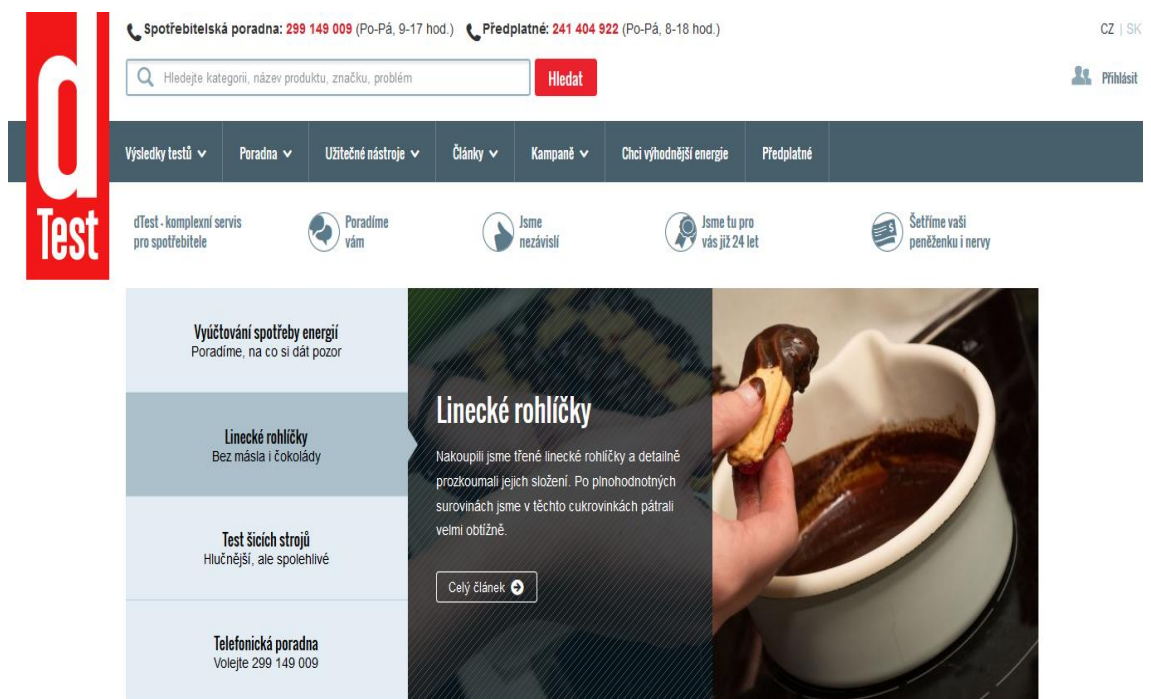 Spotřebitelská poradna: 299 149 009 (Po-Pá, 9-17 hod.) Předplatné: 241 404 922 (Po-Pá, 8-18 hod.) CZ | SK
Hledejte kategorii, název produktu, značku, problém Hledat Přihlásit
d
Test
Výsledky testů Poradna Užitečné nástroje Články Kampaně Chci výhodnější energie Předplatné
dTest - komplexní servis
pro spotřebitele
Poradíme
vám
Jsme
nezávislí
Jsme tu pro
vás již 24 let
Šetříme vaši
peněženku i nervy
Vyúčtování spotřeby energií
Poradíme, na co si dát pozor
Linecké rohlíčky
Bez másla i čokolády
Test šicích strojů
Hlučnější, ale spolehlivé
Telefonická poradna
Volejte 299 149 009
Linecké rohlíčky
Nakoupili jsme třené linecké rohlíčky a detailně
prozkoumali jejich složení. Po plnohodnotných
surovinách jsme v těchto cukrovinkách pátrali
velmi obtížně.
Celý článek